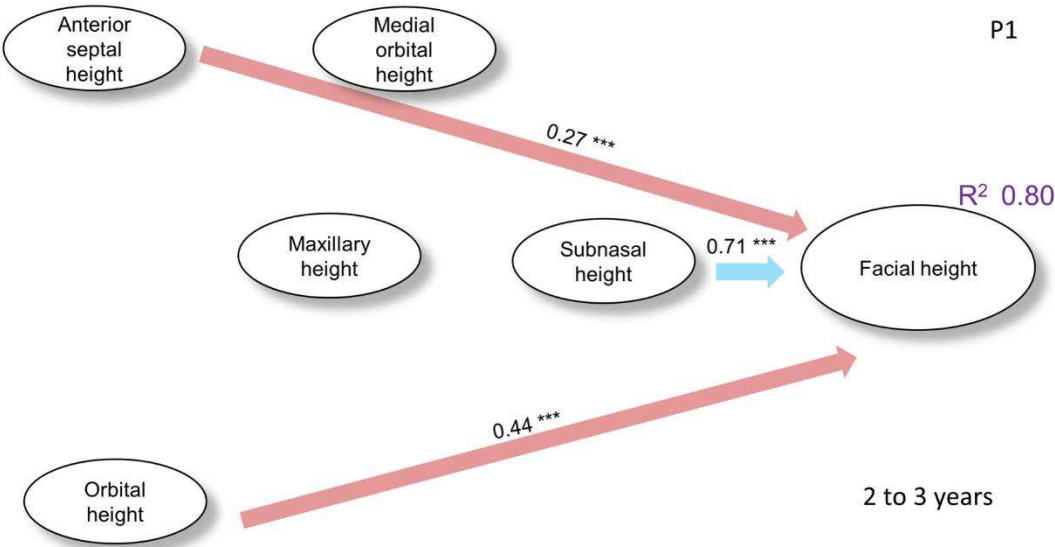 Anterior
septal
height
Medial
orbital
height
P1
0.27 ***
R² 0.80
Maxillary
height
Subnasal
height
0.71 ***
Facial height
0.44 ***
Orbital
height
2 to 3 years